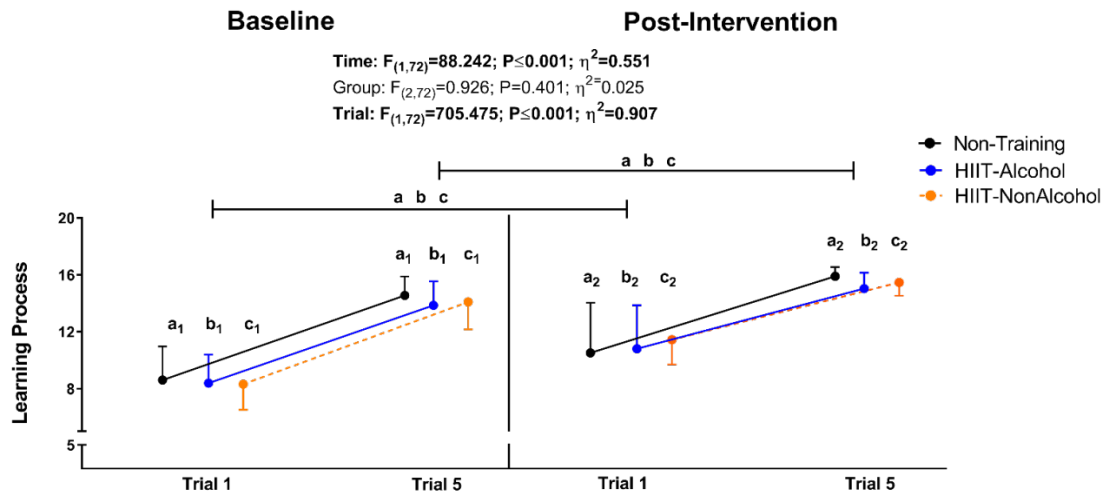 Baseline
Post-Intervention
Time: F(1,72)=88.242; P≤0.001; η²=0.551
Group: F(2,72)=0.926; P=0.401; η²⁼0.025
Trial: F(1,72)=705.475; P≤0.001; η²=0.907
Non-Training
HIIT-Alcohol
HIIT-NonAlcohol
a b c
a b c
20
16
12
8
5
Learning Process
a₁ b₁ c₁
a₁ b₁ c₁
a₂ b₂ c₂
a₂ b₂ c₂
Trial 1
Trial 5
Trial 1
Trial 5